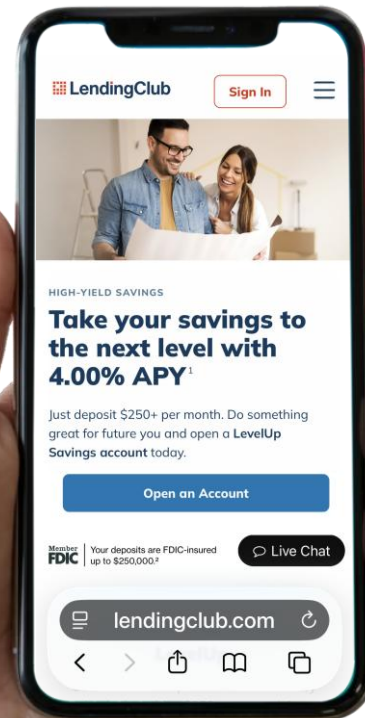 LendingClub
Sign In
HIGH-YIELD SAVINGS
Take your savings to
the next level with
4.00% APY¹
Just deposit $250+ per month. Do something
great for future you and open a LevelUp
Savings account today.
Open an Account
Member
FDIC
Your deposits are FDIC-insured
up to $250,000.²
Live Chat
lendingclub.com